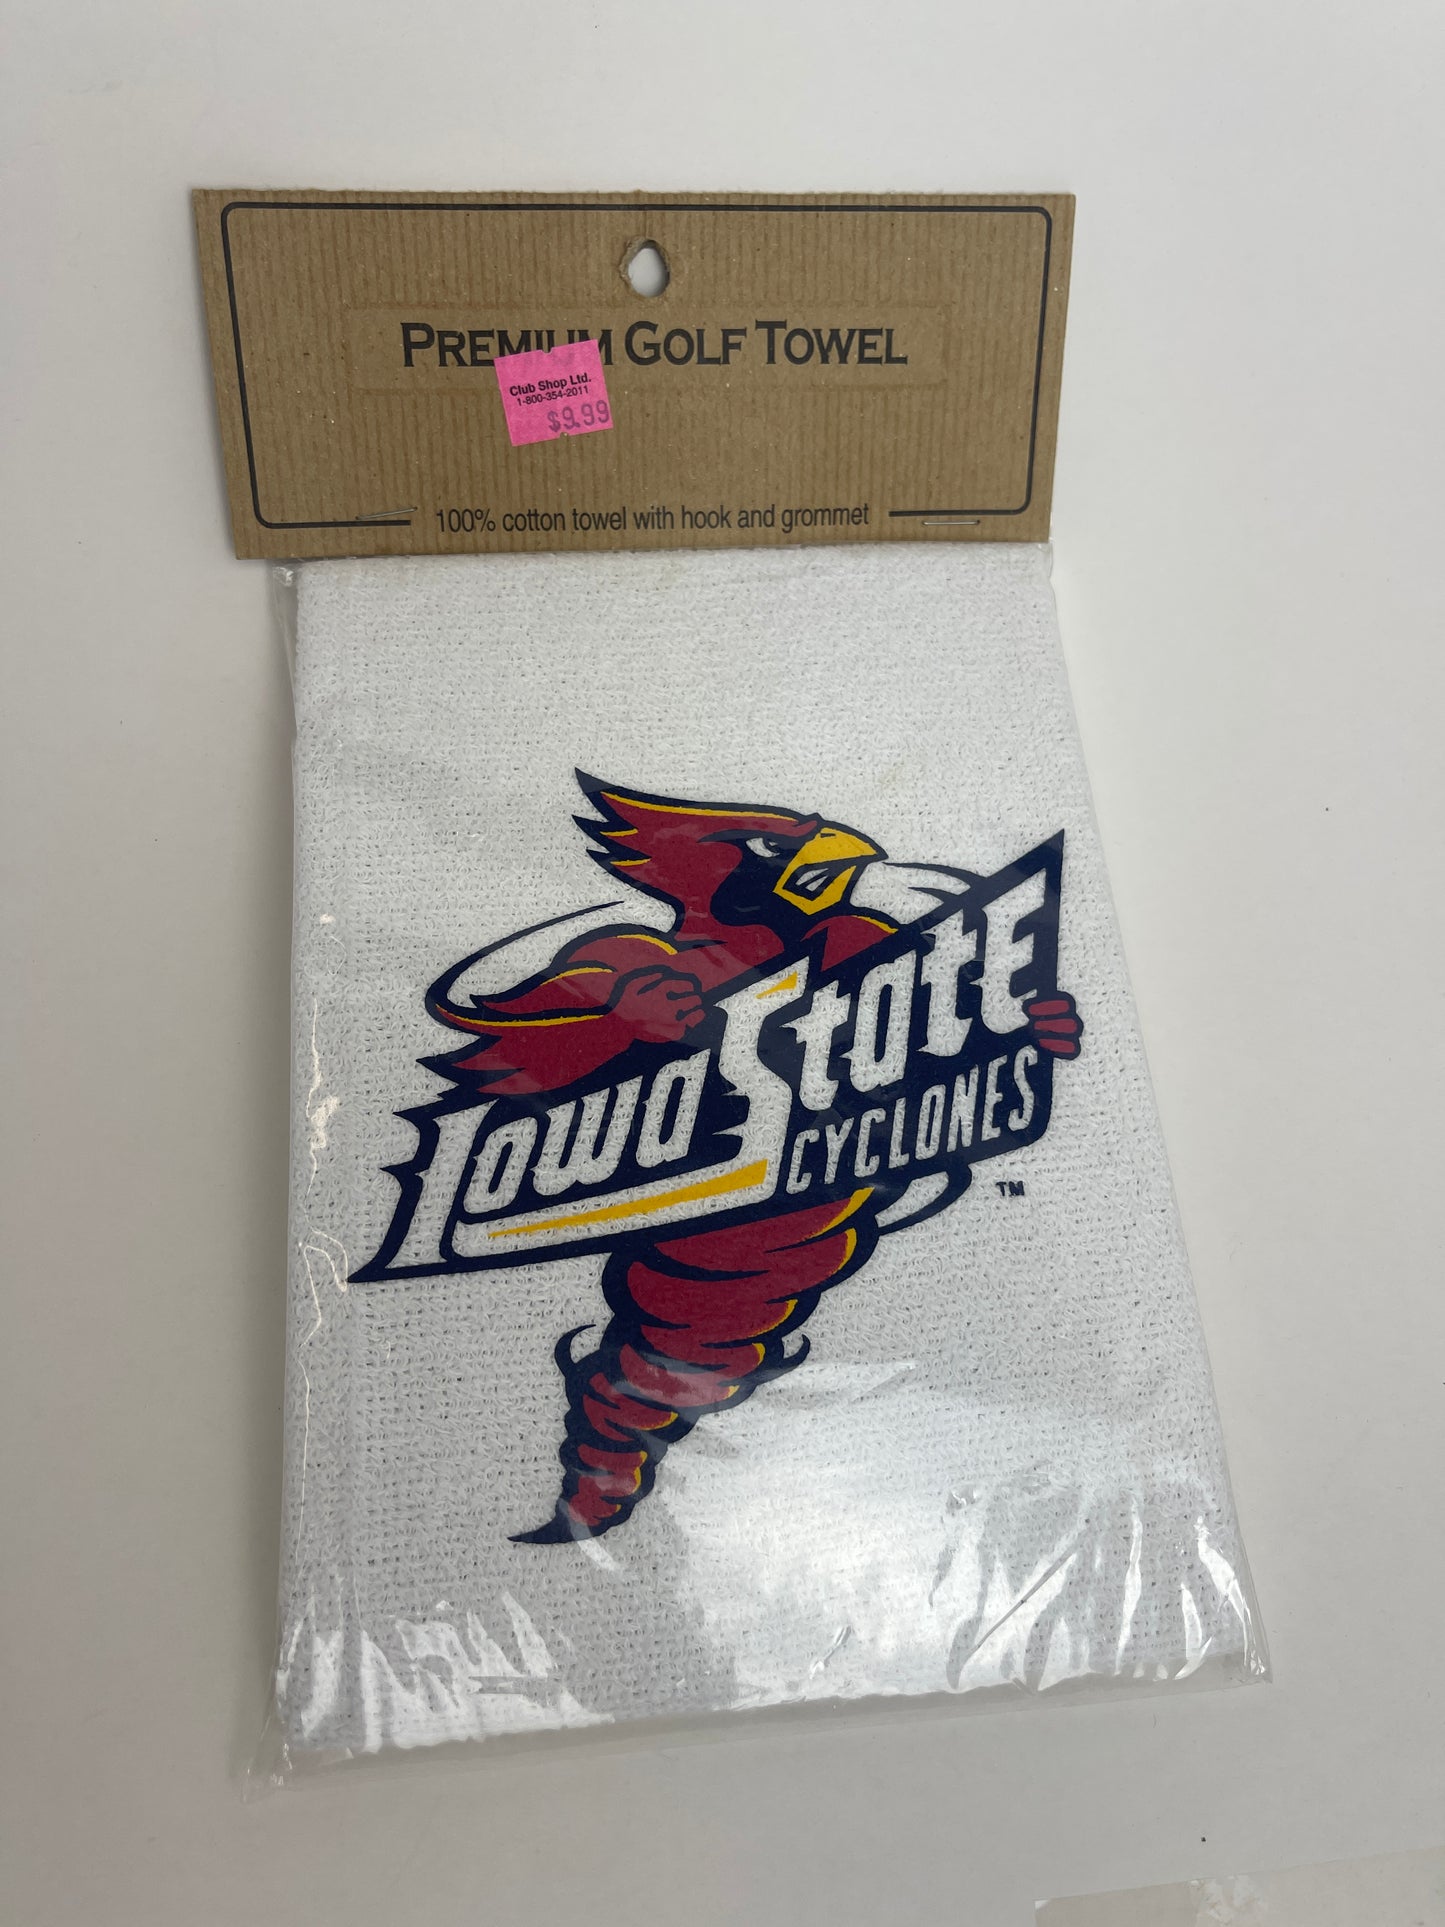 PREMIUM GOLF TOWEL
Club Shop Ltd.
1-800-354-2011
$9.99
100% cotton towel with hook and grommet
Iowa State
CYCLONES
TM